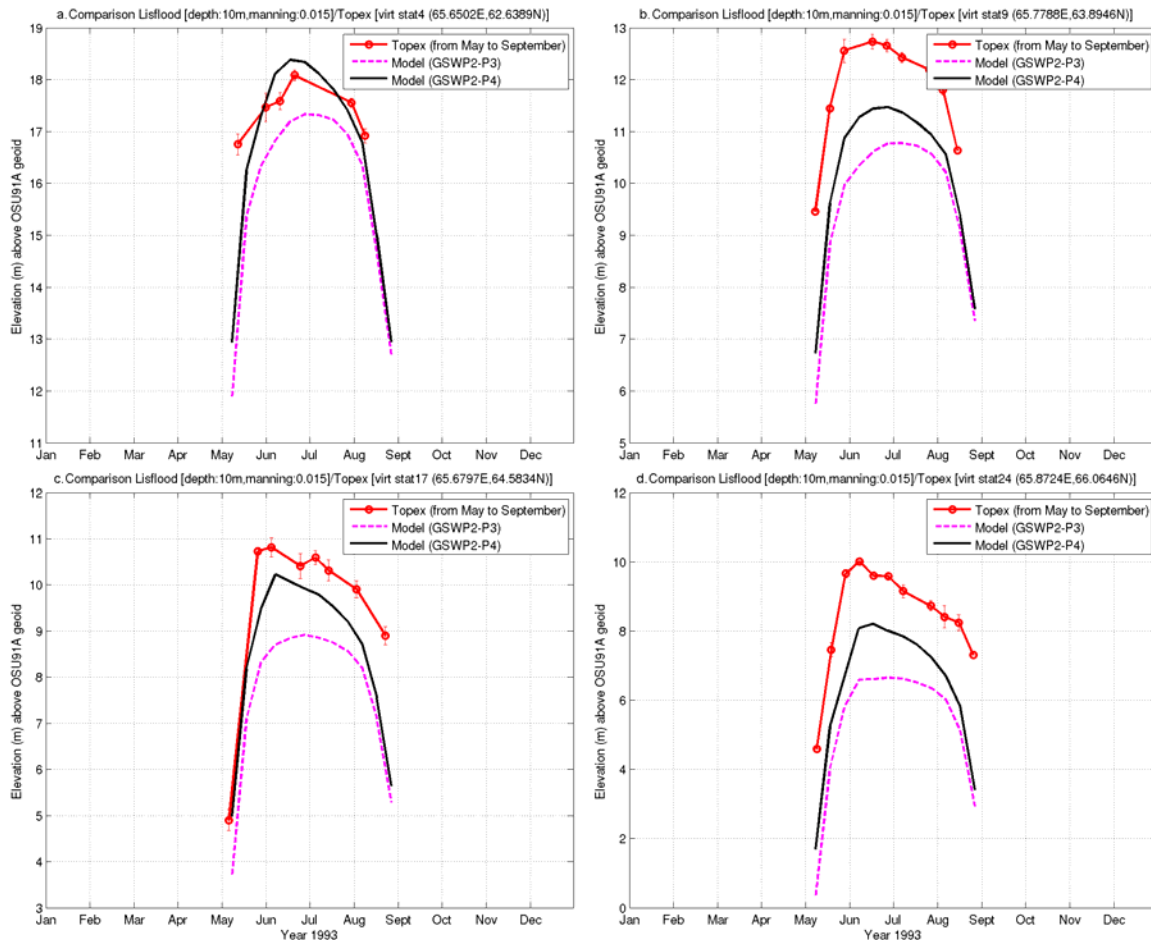 a. Comparison Lisflood [depth:10m,manning:0.015]/Topex [virt stat4 (65.6502E,62.6389N)]
19
18
17
16
15
14
13
12
11
Elevation (m) above OSU91A geoid
Topex (from May to September)
Model (GSWP2-P3)
Model (GSWP2-P4)
Jan Feb Mar Apr May Jun Jul Aug Sept Oct Nov Dec
b. Comparison Lisflood [depth:10m,manning:0.015]/Topex [virt stat9 (65.7788E,63.8946N)]
13
12
11
10
9
8
7
6
5
Elevation (m) above OSU91A geoid
Topex (from May to September)
Model (GSWP2-P3)
Model (GSWP2-P4)
Jan Feb Mar Apr May Jun Jul Aug Sept Oct Nov Dec
c. Comparison Lisflood [depth:10m,manning:0.015]/Topex [virt stat17 (65.6797E,64.5834N)]
12
11
10
9
8
7
6
5
4
3
Elevation (m) above OSU91A geoid
Topex (from May to September)
Model (GSWP2-P3)
Model (GSWP2-P4)
Jan Feb Mar Apr May Jun Jul Aug Sept Oct Nov Dec
Year 1993
d. Comparison Lisflood [depth:10m,manning:0.015]/Topex [virt stat24 (65.8724E,66.0646N)]
12
10
8
6
4
2
0
Elevation (m) above OSU91A geoid
Topex (from May to September)
Model (GSWP2-P3)
Model (GSWP2-P4)
Jan Feb Mar Apr May Jun Jul Aug Sept Oct Nov Dec
Year 1993